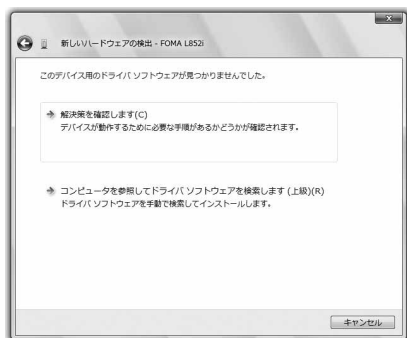 新しいハードウェアの検出 - FOMA L852i
このデバイス用のドライバ ソフトウェアが見つかりませんでした。
解決策を確認します(C)
デバイスが動作するために必要な手順があるかどうかが確認されます。
コンピュータを参照してドライバ ソフトウェアを検索します (上級)(R)
ドライバ ソフトウェアを手動で検索してインストールします。
キャンセル